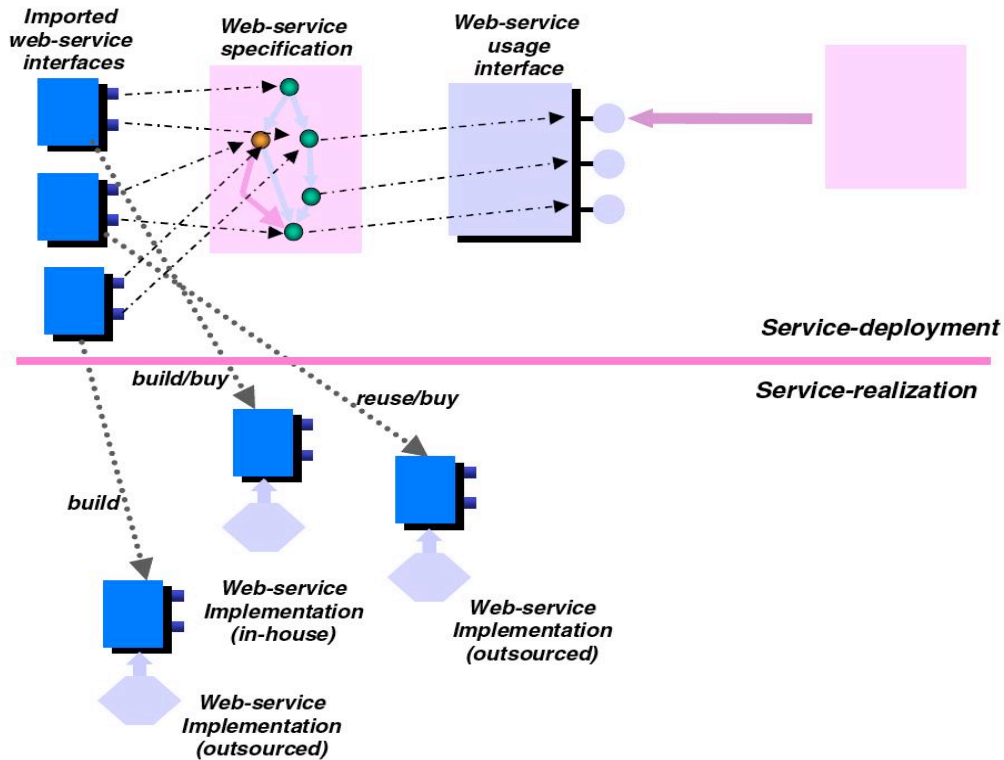 Imported
web-service
interfaces
Web-service
specification
Web-service
usage
interface
Service-deployment
Service-realization
build/buy
reuse/buy
build
Web-service
Implementation
(in-house)
Web-service
Implementation
(outsourced)
Web-service
Implementation
(outsourced)